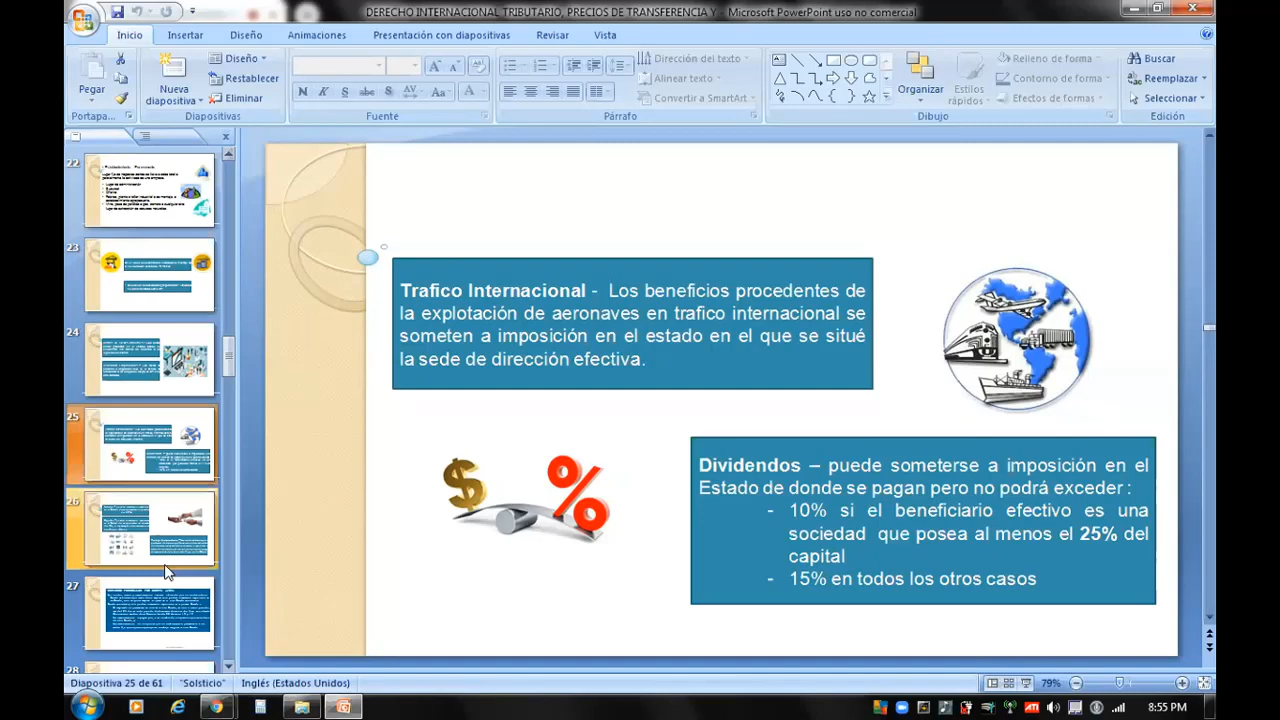 DERECHO INTERNACIONAL TRIBUTARIO, PRECIOS DE TRANSFERENCIA Y - Microsoft PowerPoint uso no comercial
Inicio Insertar Diseño Animaciones Presentación con diapositivas Revisar Vista
Pegar
Nueva diapositiva
Diseño
Restablecer
Eliminar
Dirección del texto
Alinear texto
Convertir a SmartArt
Organizar
Estilos rápidos
Relleno de forma
Contorno de forma
Efectos de formas
Buscar
Reemplazar
Seleccionar
Portapa... Diapositivas Fuente Párrafo Dibujo Edición
22
23
24
25
26
27
28
Trafico Internacional - Los beneficios procedentes de
la explotación de aeronaves en trafico internacional se
someten a imposición en el estado en el que se situé
la sede de dirección efectiva.
$ %
Dividendos – puede someterse a imposición en el
Estado de donde se pagan pero no podrá exceder :
- 10% si el beneficiario efectivo es una
sociedad que posea al menos el 25% del
capital
- 15% en todos los otros casos
Diapositiva 25 de 61 "Solsticio" Inglés (Estados Unidos) 79%
8:55 PM